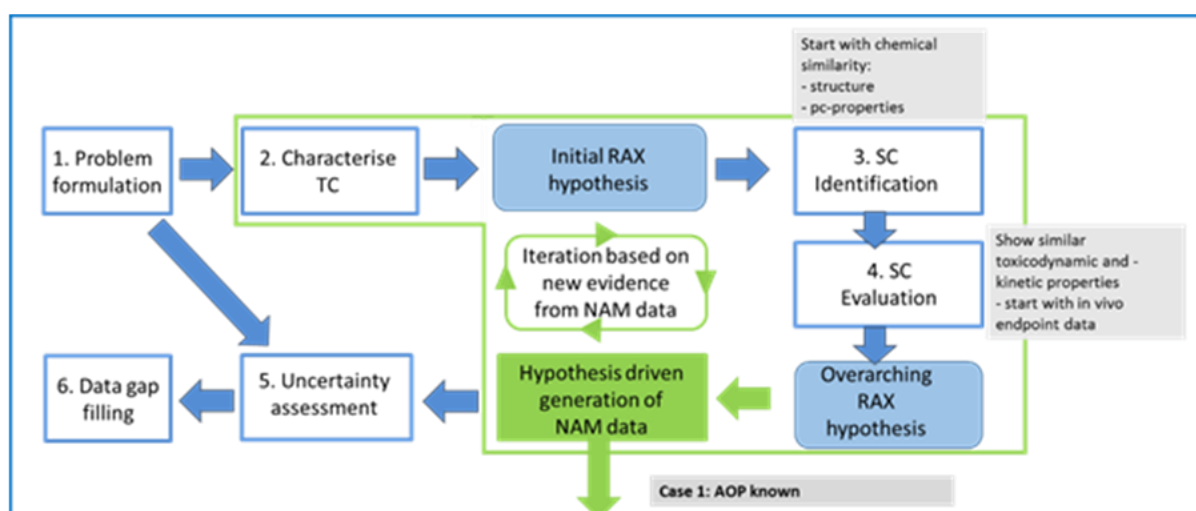 Start with chemical
similarity:
- structure
- pc-properties
1. Problem
formulation
2. Characterise
TC
Initial RAX
hypothesis
3. SC
Identification
Iteration based on
new evidence
from NAM data
4. SC
Evaluation
Show similar
toxicodynamic and -
kinetic properties
- start with in vivo
endpoint data
6. Data gap
filling
5. Uncertainty
assessment
Hypothesis driven
generation of
NAM data
Overarching
RAX
hypothesis
Case 1: AOP known